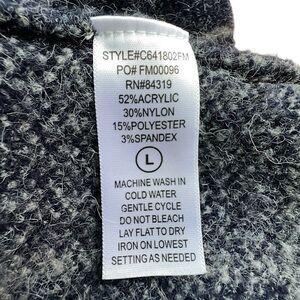 STYLE#C641802FM
PO# FM00096
RN#84319
52%ACRYLIC
30%NYLON
15%POLYESTER
3%SPANDEX
L
MACHINE WASH IN
COLD WATER
GENTLE CYCLE
DO NOT BLEACH
LAY FLAT TO DRY
IRON ON LOWEST
SETTING AS NEEDED